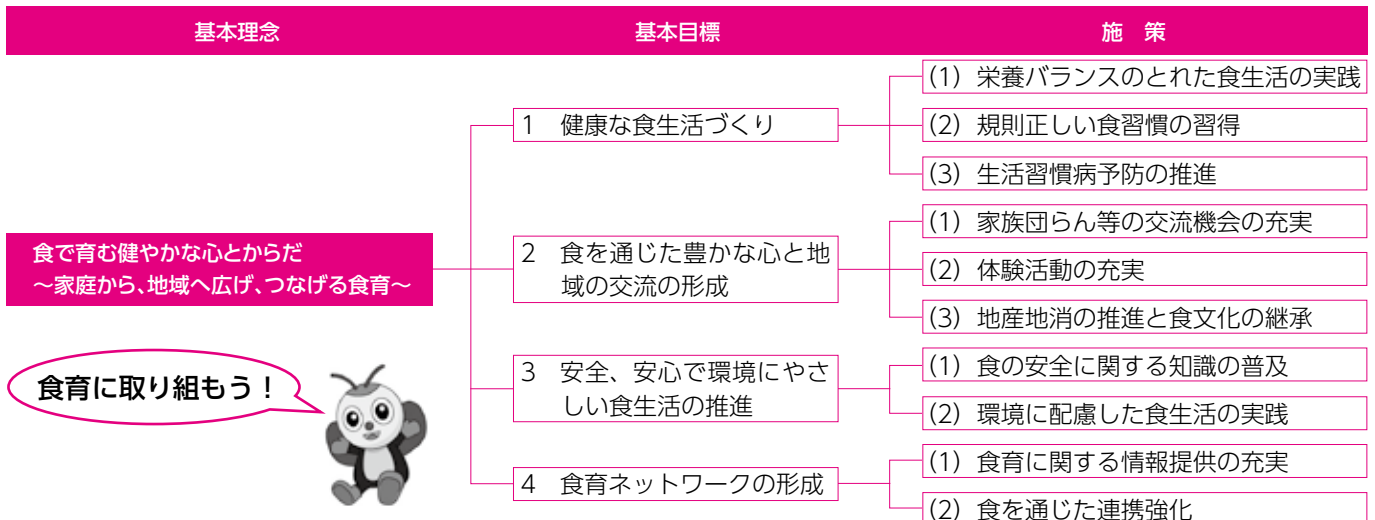 基本理念
基本目標
施 策
食で育む健やかな心とからだ
～家庭から、地域へ広げ、つなげる食育～
食育に取り組もう！
1 健康な食生活づくり
(1) 栄養バランスのとれた食生活の実践
(2) 規則正しい食習慣の習得
(3) 生活習慣病予防の推進
2 食を通じた豊かな心と地
域の交流の形成
(1) 家族団らん等の交流機会の充実
(2) 体験活動の充実
(3) 地産地消の推進と食文化の継承
3 安全、安心で環境にやさ
しい食生活の推進
(1) 食の安全に関する知識の普及
(2) 環境に配慮した食生活の実践
4 食育ネットワークの形成
(1) 食育に関する情報提供の充実
(2) 食を通じた連携強化